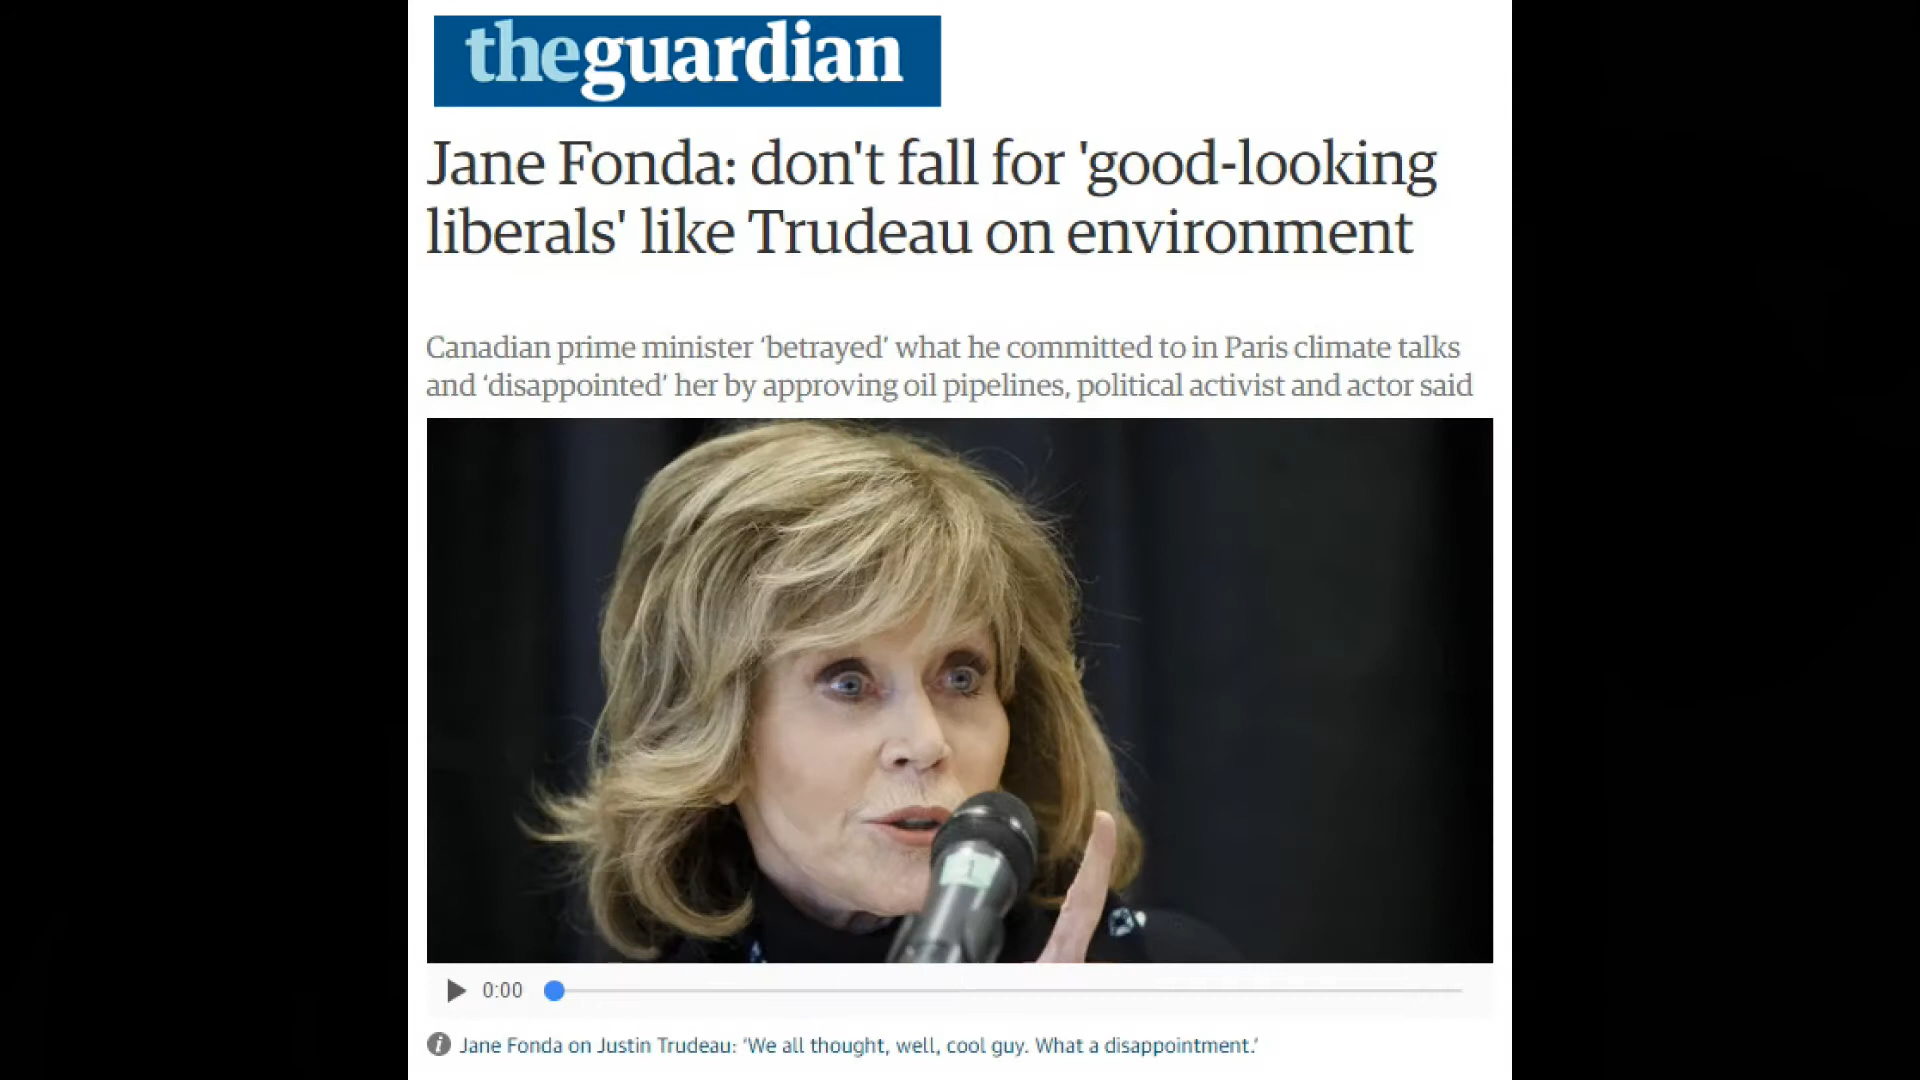 theguardian
Jane Fonda: don't fall for 'good-looking
liberals' like Trudeau on environment
Canadian prime minister ‘betrayed’ what he committed to in Paris climate talks
and ‘disappointed’ her by approving oil pipelines, political activist and actor said
1
0:00
i Jane Fonda on Justin Trudeau: ‘We all thought, well, cool guy. What a disappointment.’